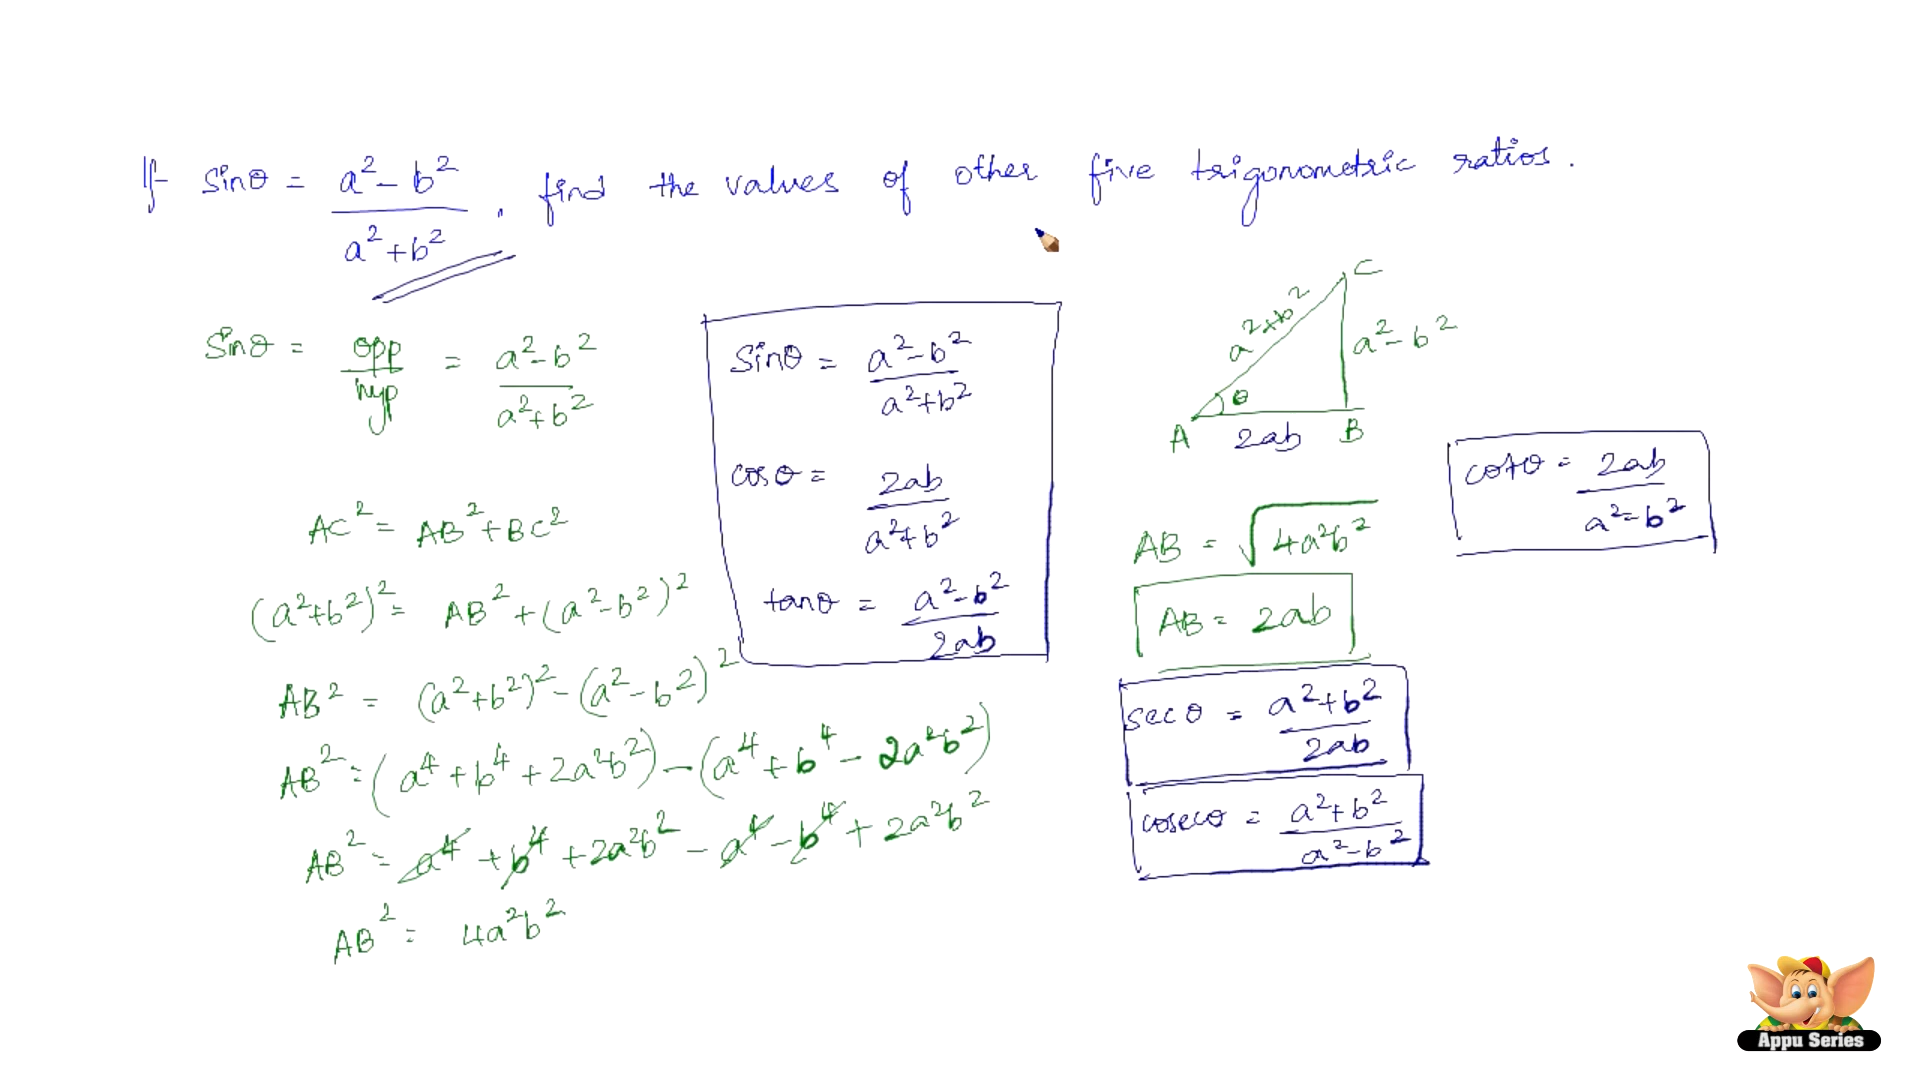 If Sinθ = a² - b² / a² + b² , find the values of other five trigonometric ratios.
Sinθ = opp / hyp = a² - b² / a² + b²
AC² = AB² + BC²
(a² + b²)² = AB² + (a² - b²)²
AB² = (a² + b²)² - (a² - b²)²
AB² = (a⁴ + b⁴ + 2a²b²) - (a⁴ + b⁴ - 2a²b²)
AB² = a⁴ + b⁴ + 2a²b² - a⁴ - b⁴ + 2a²b²
AB² = 4a²b²
Sinθ = a² - b² / a² + b²
cosθ = 2ab / a² + b²
tanθ = a² - b² / 2ab
C
a² + b²
a² - b²
θ
A
2ab
B
AB = √4a²b²
AB = 2ab
secθ = a² + b² / 2ab
cosecθ = a² + b² / a² - b²
cotθ = 2ab / a² - b²
Appu Series